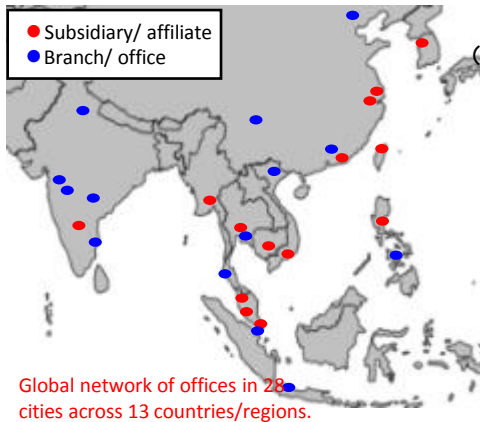 Subsidiary/ affiliate
Branch/ office
Global network of offices in 28
cities across 13 countries/regions.